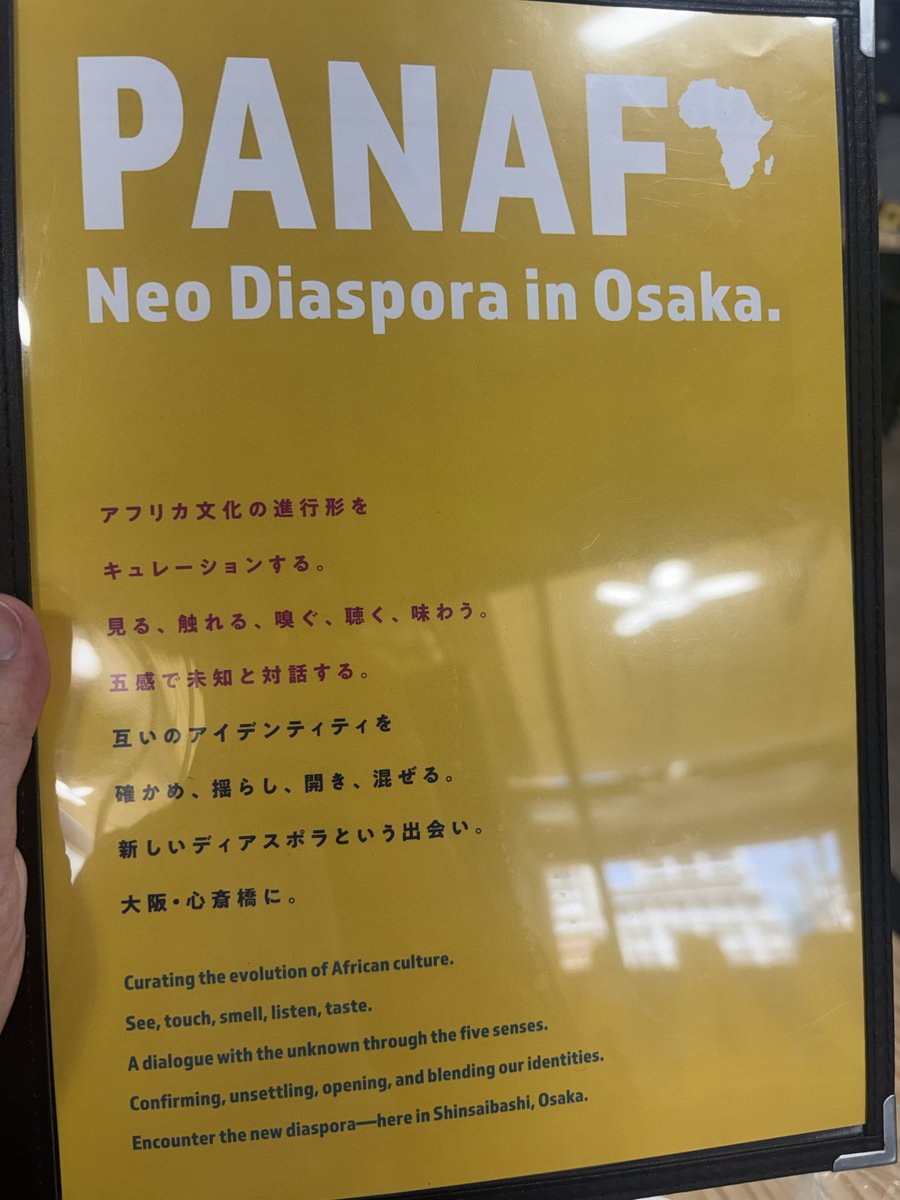 PANAF
Neo Diaspora in Osaka.
アフリカ文化の進行形を
キュレーションする。
見る、触れる、嗅ぐ、聴く、味わう。
五感で未知と対話する。
互いのアイデンティティを
確かめ、揺らし、開き、混ぜる。
新しいディアスポラという出会い。
大阪・心斎橋に。
Curating the evolution of African culture.
See, touch, smell, listen, taste.
A dialogue with the unknown through the five senses.
Confirming, unsettling, opening, and blending our identities.
Encounter the new diaspora—here in Shinsaibashi, Osaka.